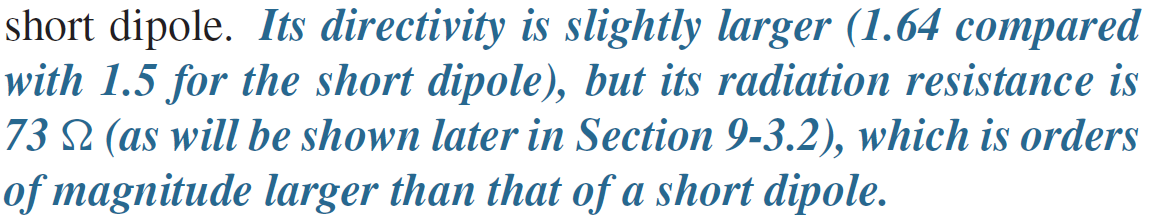 short dipole. Its directivity is slightly larger (1.64 compared
with 1.5 for the short dipole), but its radiation resistance is
73 Ω (as will be shown later in Section 9-3.2), which is orders
of magnitude larger than that of a short dipole.